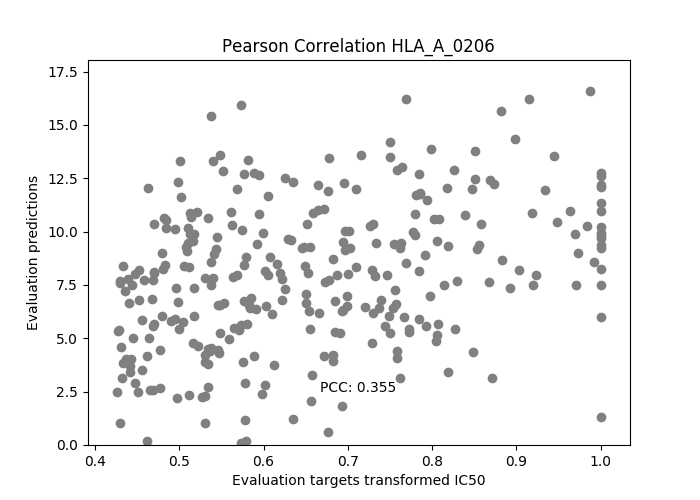 Pearson Correlation HLA_A_0206
17.5
15.0
12.5
10.0
7.5
5.0
2.5
0.0
Evaluation predictions
PCC: 0.355
0.4 0.5 0.6 0.7 0.8 0.9 1.0
Evaluation targets transformed IC50